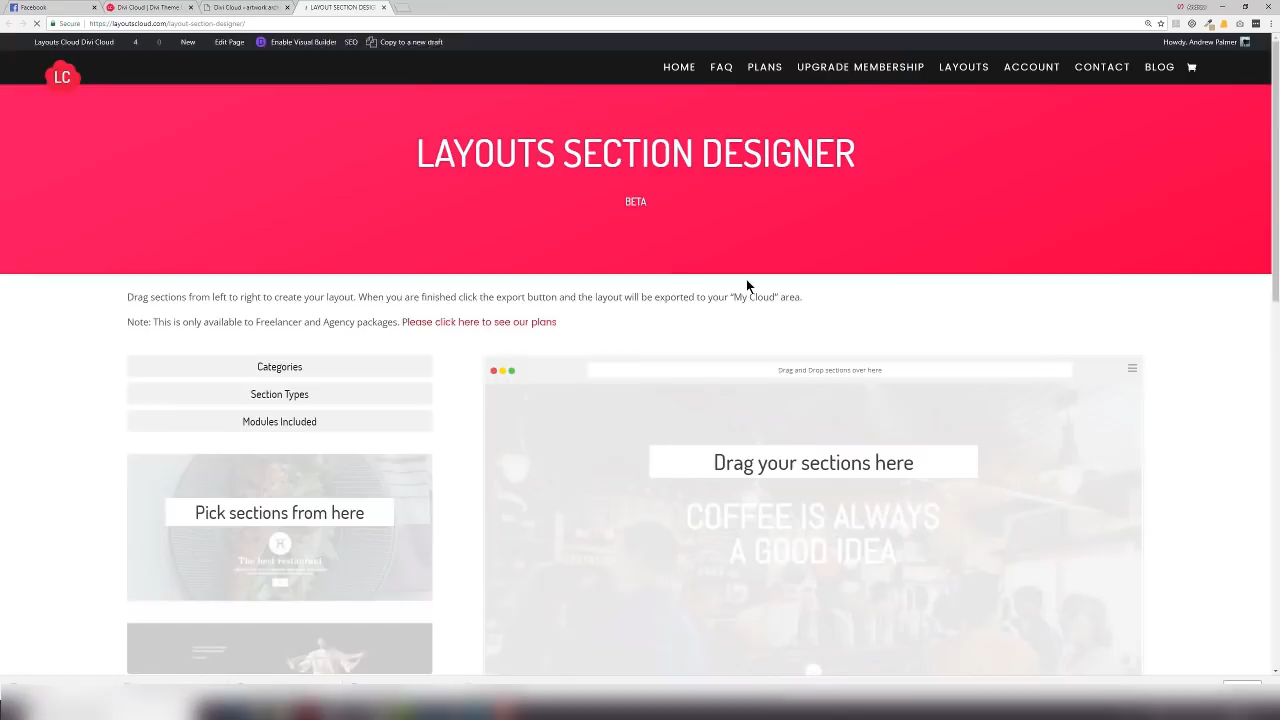 Facebook
Divi Cloud | Divi Theme
Divi Cloud » artwork arch
LAYOUT SECTION DESIG
Secure
https://layoutscloud.com/layout-section-designer/
Layouts Cloud Divi Cloud 4 0 New Edit Page Enable Visual Builder SEO Copy to a new draft
Howdy, Andrew Palmer
LC
HOME FAQ PLANS UPGRADE MEMBERSHIP LAYOUTS ACCOUNT CONTACT BLOG
LAYOUTS SECTION DESIGNER
BETA
Drag sections from left to right to create your layout. When you are finished click the export button and the layout will be exported to your “My Cloud” area.
Note: This is only available to Freelancer and Agency packages. Please click here to see our plans
Categories
Section Types
Modules Included
Pick sections from here
The best restaurant
Drag and Drop sections over here
Drag your sections here
COFFEE IS ALWAYS
A GOOD IDEA